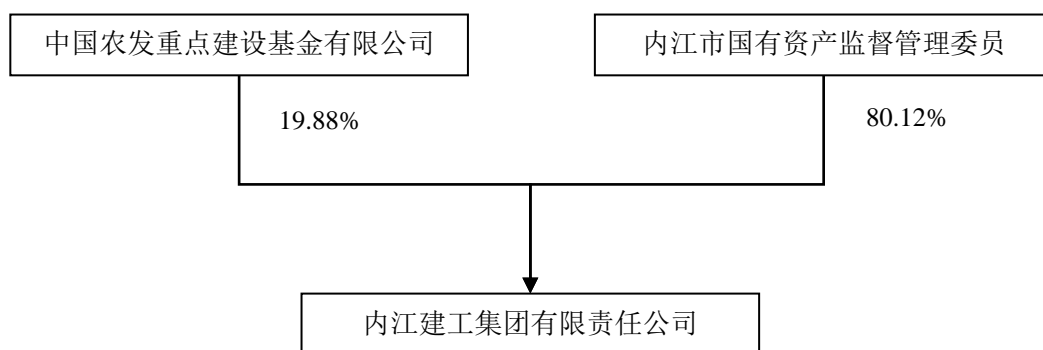 中国农发重点建设基金有限公司
内江市国有资产监督管理委员
19.88%
80.12%
内江建工集团有限责任公司